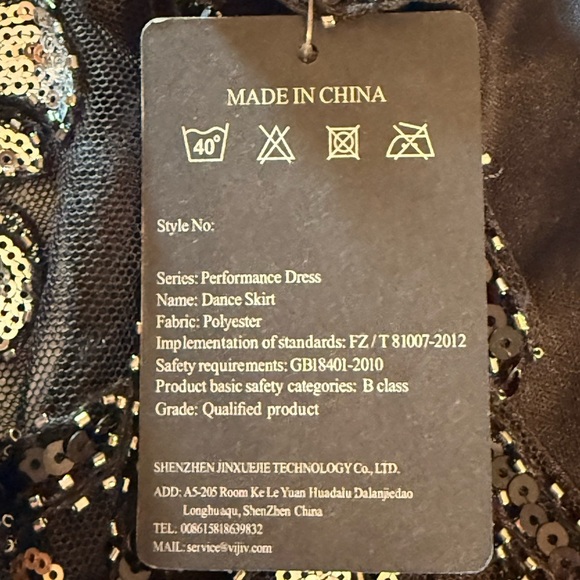 MADE IN CHINA
40°
Style No:
Series: Performance Dress
Name: Dance Skirt
Fabric: Polyester
Implementation of standards: FZ/T 81007-2012
Safety requirements: GB18401-2010
Product basic safety categories: B class
Grade: Qualified product
SHENZHEN JINXUEJIE TECHNOLOGY Co., LTD.
ADD: A5-205 Room Ke Le Yuan Huadalu Dalanjiedao
Longhuaqu, ShenZhen China
TEL: 008615818639832
MAIL: service@vijiv.com